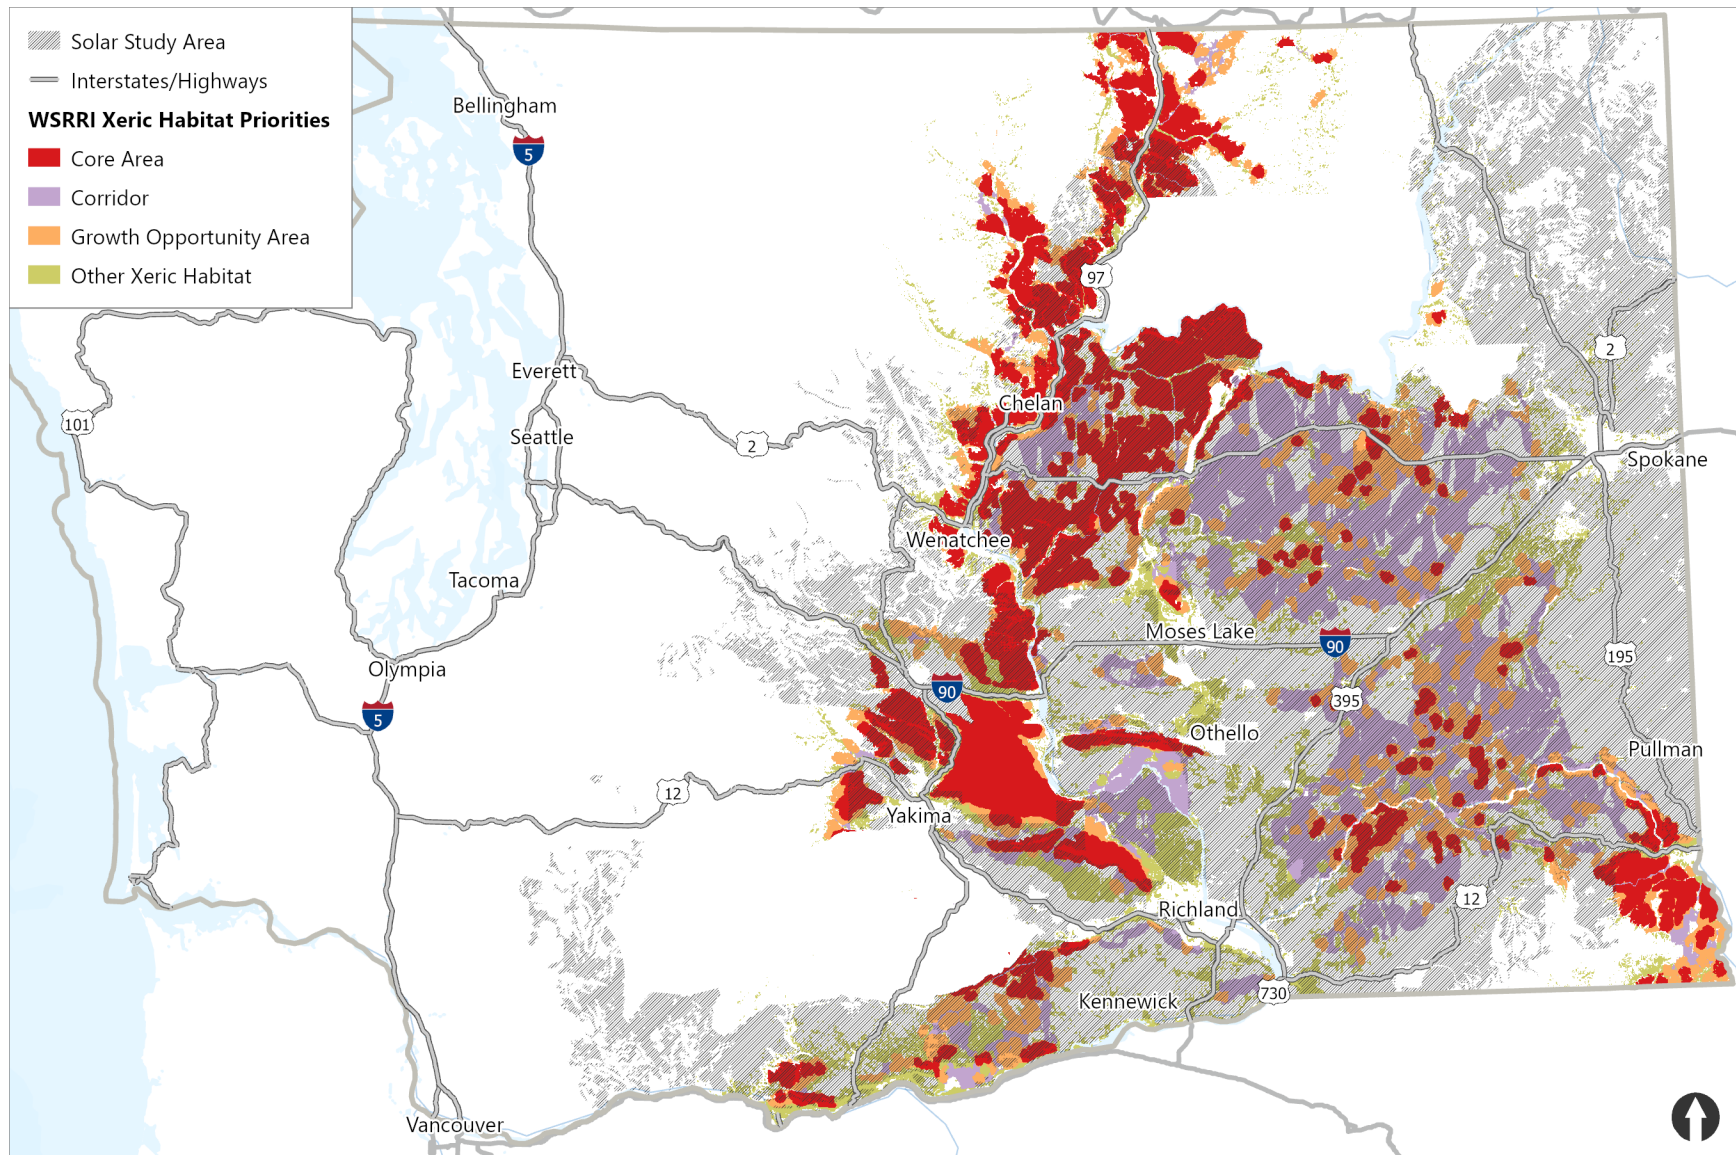 Solar Study Area
Interstates/Highways
WSRRI Xeric Habitat Priorities
Core Area
Corridor
Growth Opportunity Area
Other Xeric Habitat
Bellingham
5
97
2
Everett
Chelan
101
Seattle
2
Spokane
Wenatchee
Tacoma
Moses Lake
90
195
Olympia
90
395
5
Othello
Pullman
12
Yakima
12
Richland
730
Kennewick
Vancouver